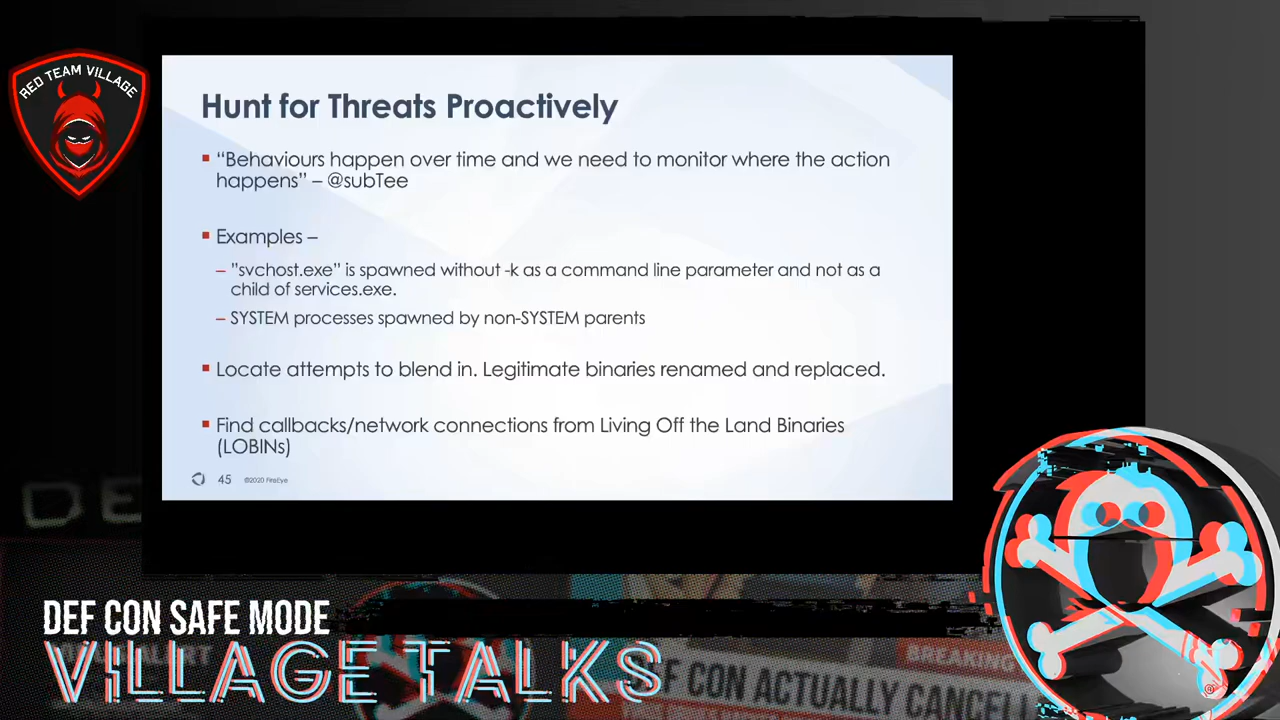 RED TEAM VILLAGE
Hunt for Threats Proactively
▪ “Behaviours happen over time and we need to monitor where the action
happens” – @subTee
▪ Examples –
– ”svchost.exe” is spawned without -k as a command line parameter and not as a
child of services.exe.
– SYSTEM processes spawned by non-SYSTEM parents
▪ Locate attempts to blend in. Legitimate binaries renamed and replaced.
▪ Find callbacks/network connections from Living Off the Land Binaries
(LOBINs)
45 ©2020 FireEye
DE
DEF CON SAFE MODE
VILLAGE TALKS
BREAKING
DEF CON ACTUALLY CANCELL